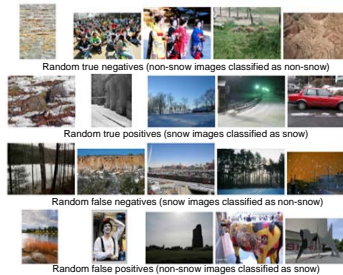 Random true negatives (non-snow images classified as non-snow)
Random true positives (snow images classified as snow)
Random false negatives (snow images classified as non-snow)
Random false positives (non-snow images classified as snow)